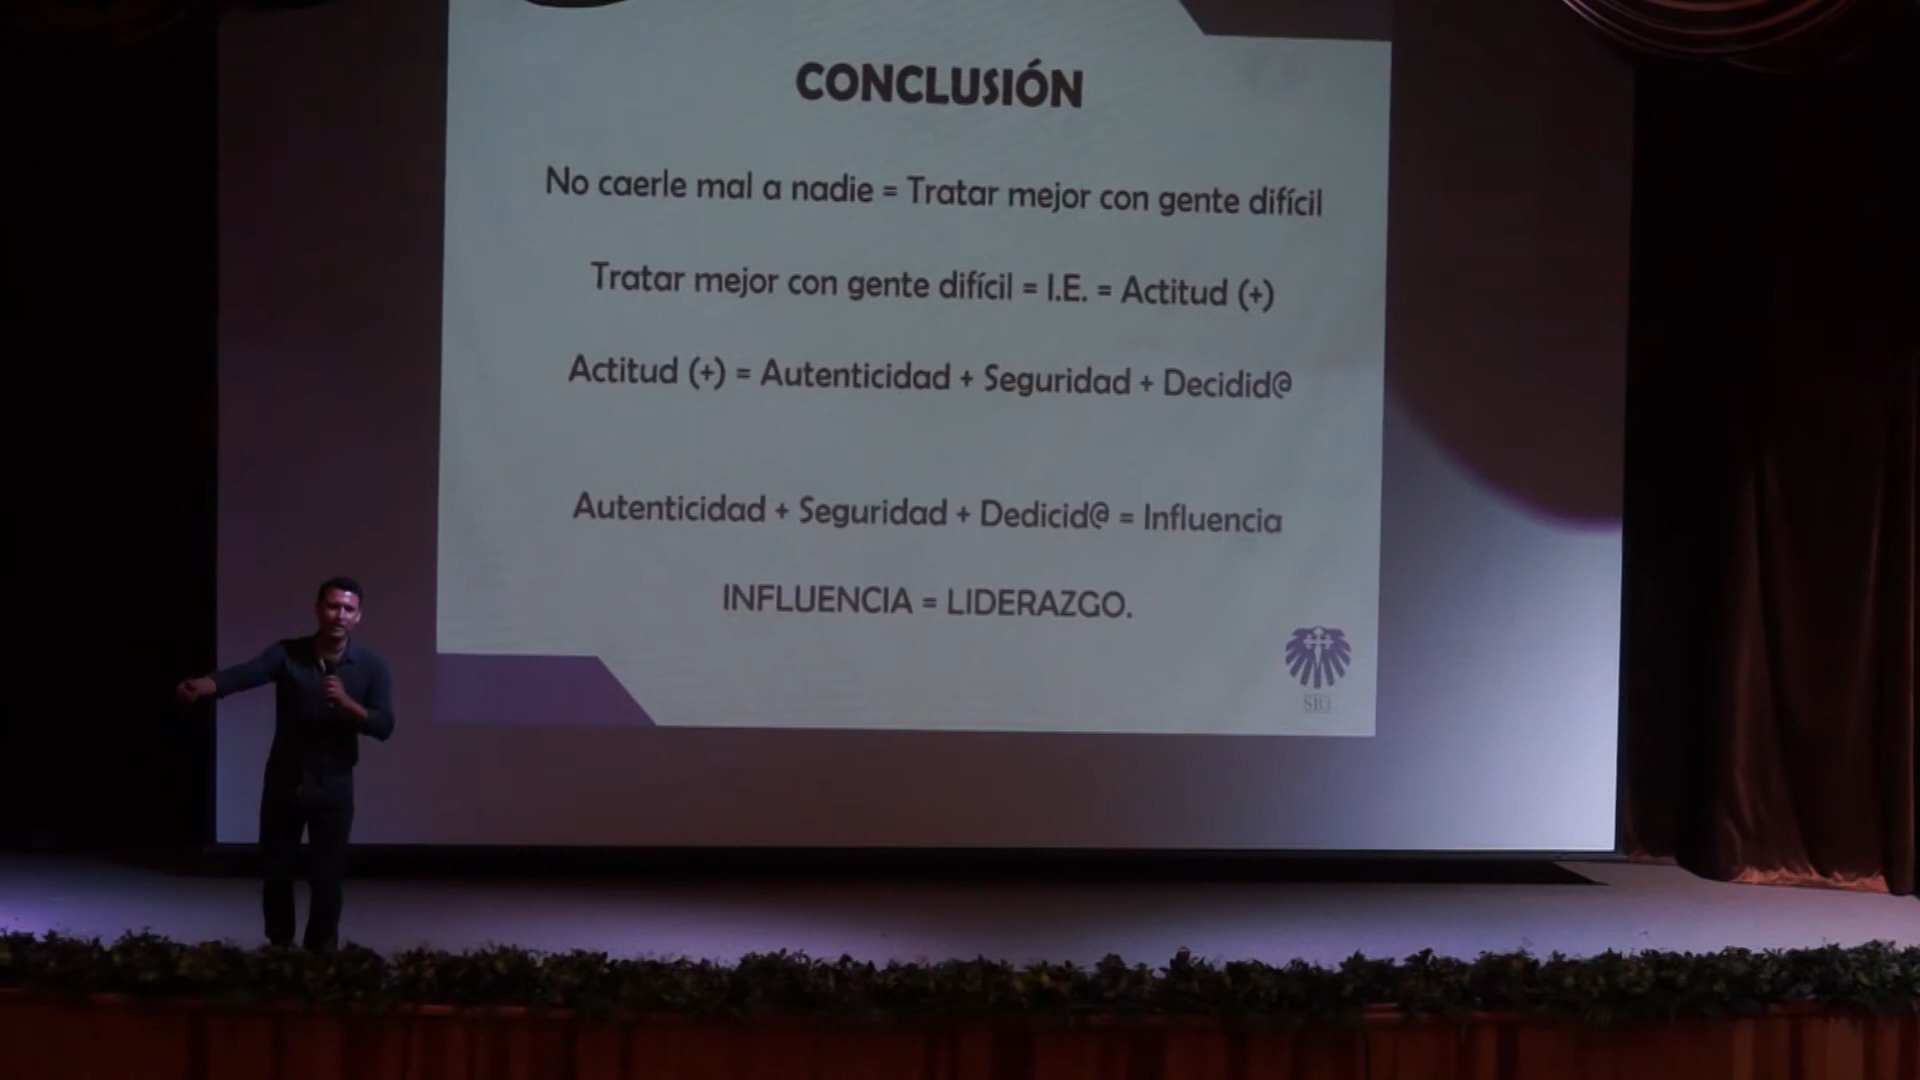 CONCLUSIÓN
No caerle mal a nadie = Tratar mejor con gente difícil
Tratar mejor con gente difícil = I.E. = Actitud (+)
Actitud (+) = Autenticidad + Seguridad + Decidid@
Autenticidad + Seguridad + Dedicid@ = Influencia
INFLUENCIA = LIDERAZGO.